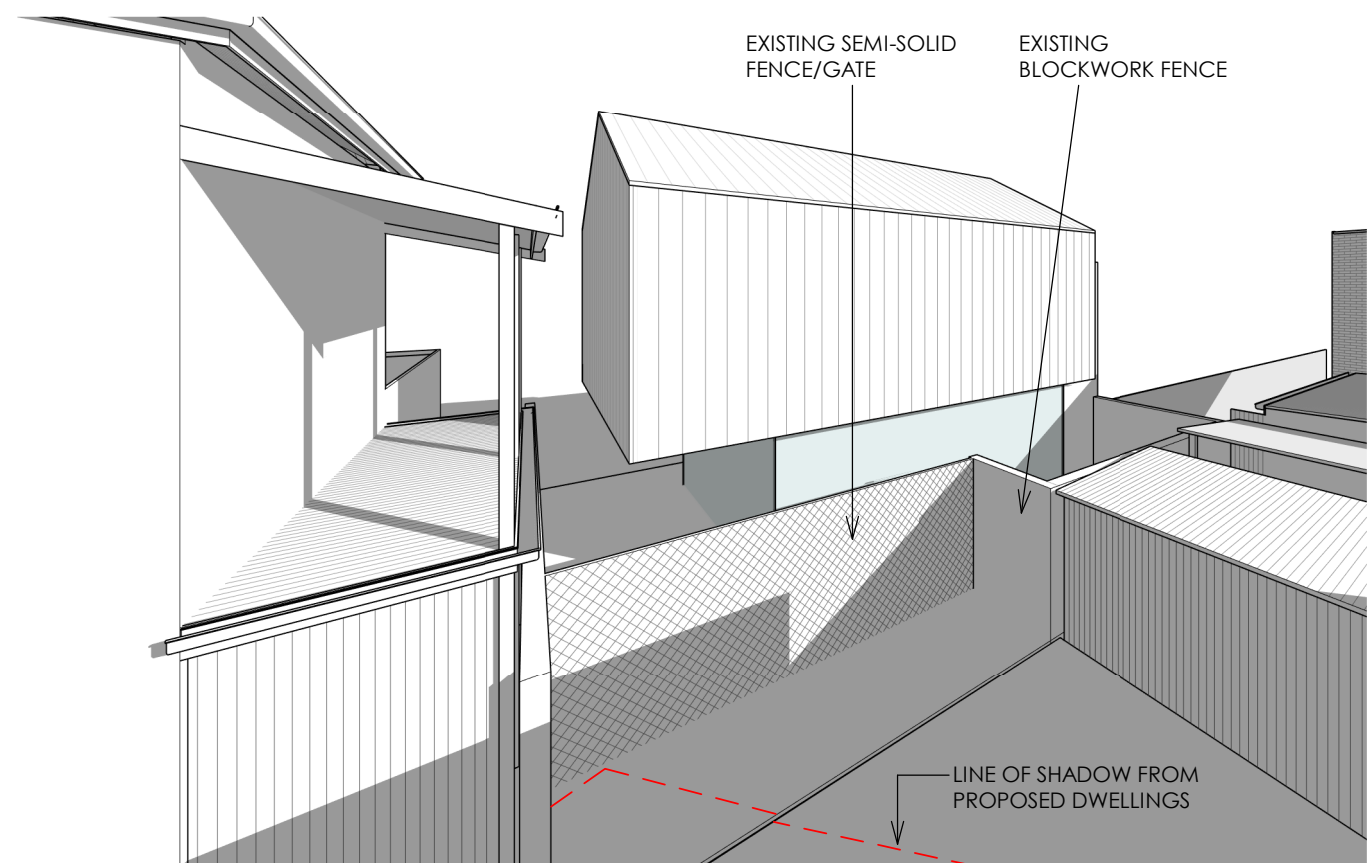 EXISTING SEMI-SOLID
FENCE/GATE
EXISTING
BLOCKWORK FENCE
LINE OF SHADOW FROM
PROPOSED DWELLINGS